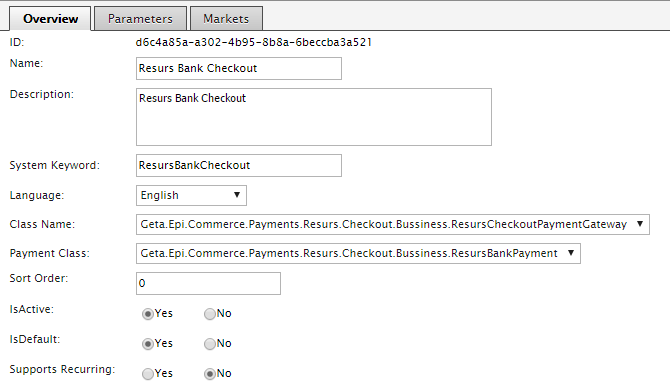 Overview Parameters Markets
ID: d6c4a85a-a302-4b95-8b8a-6beccba3a521
Name: Resurs Bank Checkout
Description: Resurs Bank Checkout
System Keyword: ResursBankCheckout
Language: English
Class Name: Geta.Epi.Commerce.Payments.Resurs.Checkout.Bussiness.ResursCheckoutPaymentGateway
Payment Class: Geta.Epi.Commerce.Payments.Resurs.Checkout.Bussiness.ResursBankPayment
Sort Order: 0
IsActive: Yes No
IsDefault: Yes No
Supports Recurring: Yes No